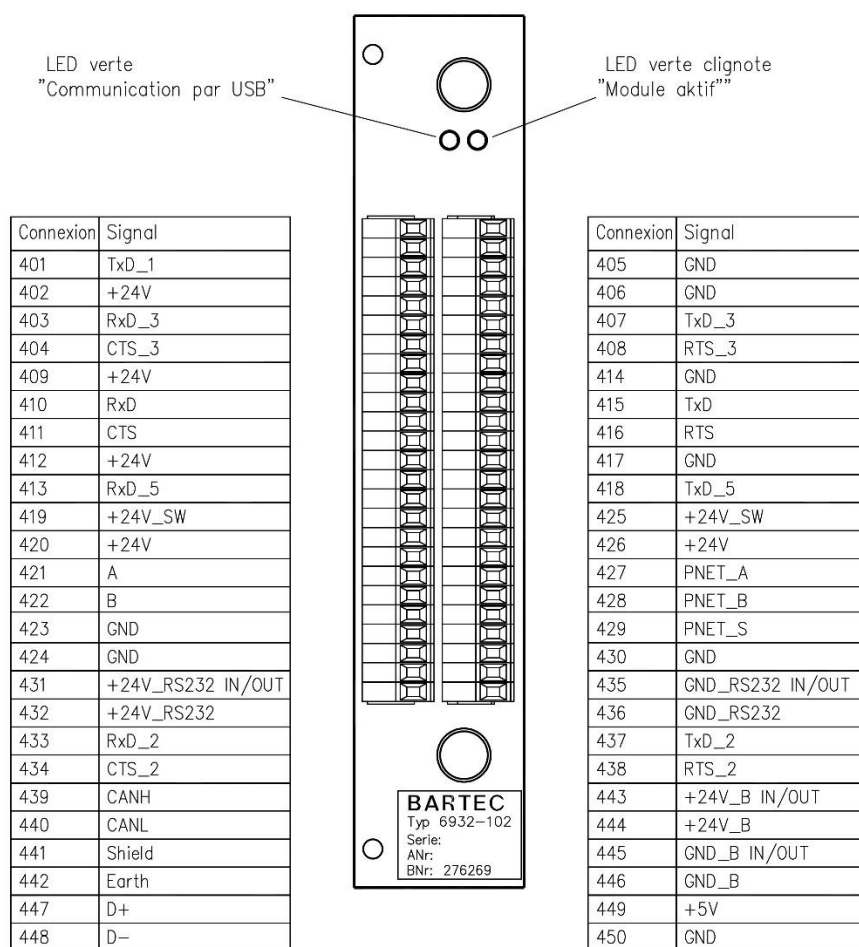 LED verte
"Communication par USB"
LED verte clignote
"Module aktif""
Connexion Signal
401 TxD_1
402 +24V
403 RxD_3
404 CTS_3
409 +24V
410 RxD
411 CTS
412 +24V
413 RxD_5
419 +24V_SW
420 +24V
421 A
422 B
423 GND
424 GND
431 +24V_RS232 IN/OUT
432 +24V_RS232
433 RxD_2
434 CTS_2
439 CANH
440 CANL
441 Shield
442 Earth
447 D+
448 D-
BARTEC
Typ 6932-102
Serie:
ANr:
BNr: 276269
Connexion Signal
405 GND
406 GND
407 TxD_3
408 RTS_3
414 GND
415 TxD
416 RTS
417 GND
418 TxD_5
425 +24V_SW
426 +24V
427 PNET_A
428 PNET_B
429 PNET_S
430 GND
435 GND_RS232 IN/OUT
436 GND_RS232
437 TxD_2
438 RTS_2
443 +24V_B IN/OUT
444 +24V_B
445 GND_B IN/OUT
446 GND_B
449 +5V
450 GND